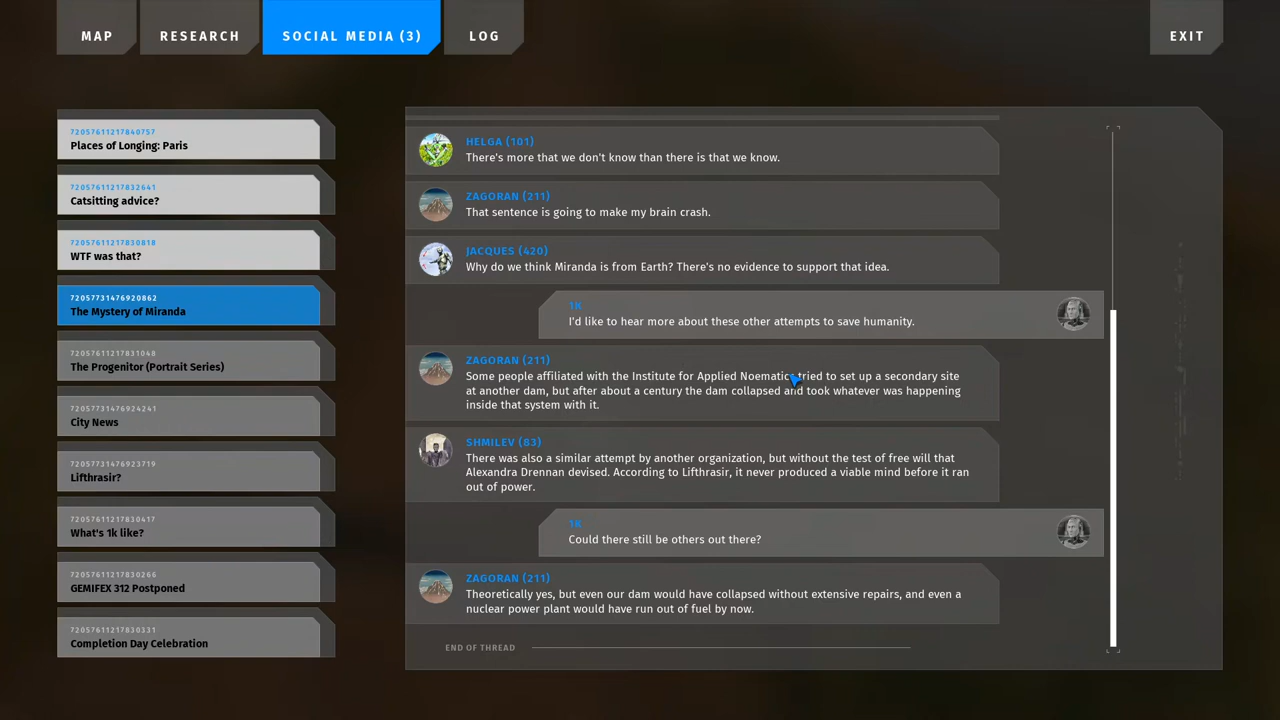 MAP
RESEARCH
SOCIAL MEDIA (3)
LOG
EXIT
72057611217840757
Places of Longing: Paris
72057611217832641
Catsitting advice?
72057611217830818
WTF was that?
72057731476920862
The Mystery of Miranda
72057611217831048
The Progenitor (Portrait Series)
72057731476924241
City News
72057731476923719
Lifthrasir?
72057611217830417
What's 1k like?
72057611217830266
GEMIFEX 312 Postponed
72057611217830331
Completion Day Celebration
HELGA (101)
There's more that we don't know than there is that we know.
ZAGORAN (211)
That sentence is going to make my brain crash.
JACQUES (420)
Why do we think Miranda is from Earth? There's no evidence to support that idea.
1K
I'd like to hear more about these other attempts to save humanity.
ZAGORAN (211)
Some people affiliated with the Institute for Applied Noematics tried to set up a secondary site
at another dam, but after about a century the dam collapsed and took whatever was happening
inside that system with it.
SHMILEV (83)
There was also a similar attempt by another organization, but without the test of free will that
Alexandra Drennan devised. According to Lifthrasir, it never produced a viable mind before it ran
out of power.
1K
Could there still be others out there?
ZAGORAN (211)
Theoretically yes, but even our dam would have collapsed without extensive repairs, and even a
nuclear power plant would have run out of fuel by now.
END OF THREAD